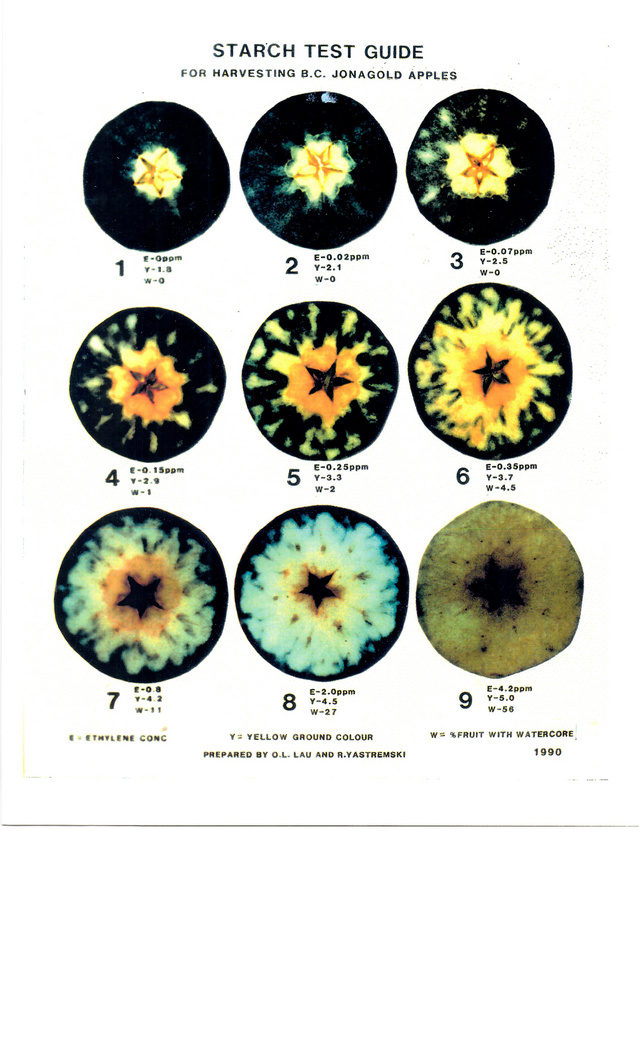 STARCH TEST GUIDE
FOR HARVESTING B.C. JONAGOLD APPLES
1
E-0ppm
Y-1.8
W-0
2
E-0.02ppm
Y-2.1
W-0
3
E-0.07ppm
Y-2.5
W-0
4
E-0.15ppm
Y-2.9
W-1
5
E-0.25ppm
Y-3.3
W-2
6
E-0.35ppm
Y-3.7
W-4.5
7
E-0.8
Y-4.2
W-11
8
E-2.0ppm
Y-4.5
W-27
9
E-4.2ppm
Y-5.0
W-56
E = ETHYLENE CONC
Y= YELLOW GROUND COLOUR
W= %FRUIT WITH WATERCORE
PREPARED BY O.L. LAU AND R.YASTREMSKI
1990